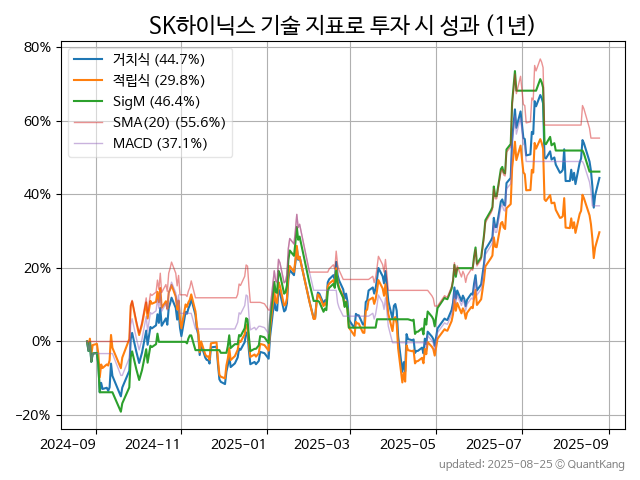 SK하이닉스 기술 지표로 투자 시 성과 (1년)
80%
60%
40%
20%
0%
−20%
거치식 (44.7%)
적립식 (29.8%)
SigM (46.4%)
SMA(20) (55.6%)
MACD (37.1%)
2024-09
2024-11
2025-01
2025-03
2025-05
2025-07
2025-09
updated: 2025-08-25 © QuantKang